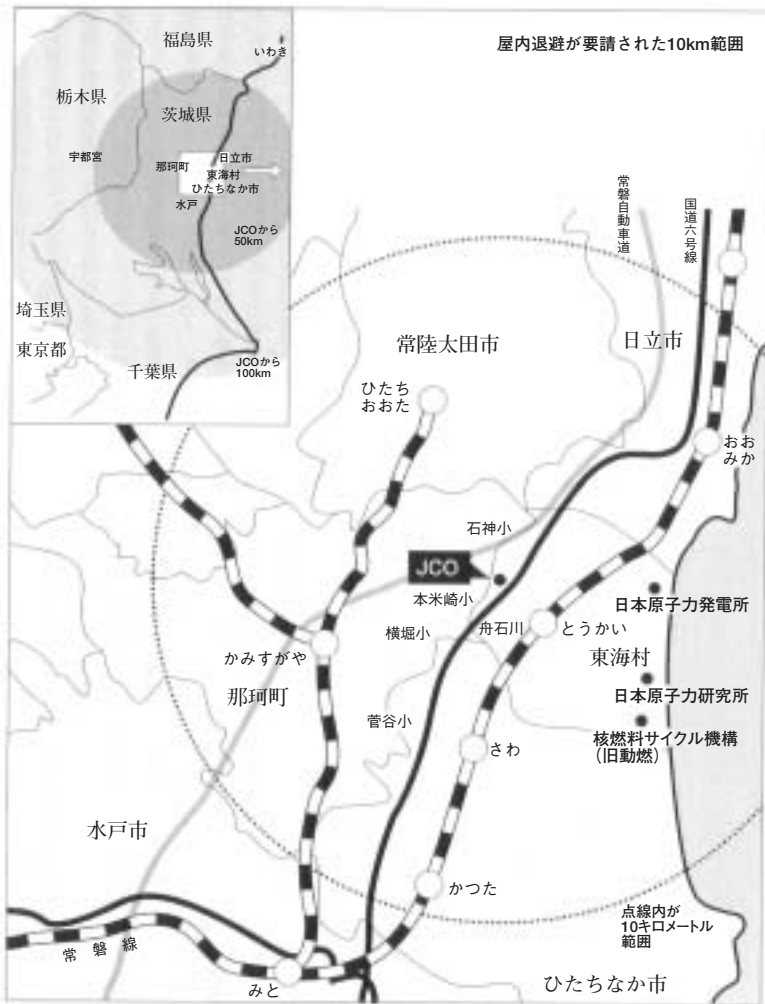 屋内退避が要請された10km範囲
福島県
いわき
栃木県
茨城県
宇都宮
那珂町
日立市
東海村
ひたちなか市
水戸
JCOから
50km
埼玉県
東京都
千葉県
JCOから
100km
常磐自動車道
国道六号線
常陸太田市
日立市
ひたち
おおた
おお
みか
石神小
JCO
本米崎小
日本原子力発電所
横堀小
舟石川
とうかい
かみすがや
東海村
那珂町
日本原子力研究所
菅谷小
核燃料サイクル機構
(旧動燃)
さわ
水戸市
かつた
点線内が
10キロメートル
範囲
常磐線
みと
ひたちなか市